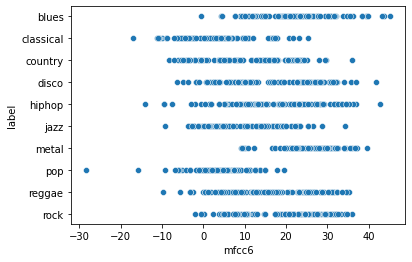 blues
classical
country
disco
hiphop
jazz
metal
pop
reggae
rock
label
−30 −20 −10 0 10 20 30 40
mfcc6